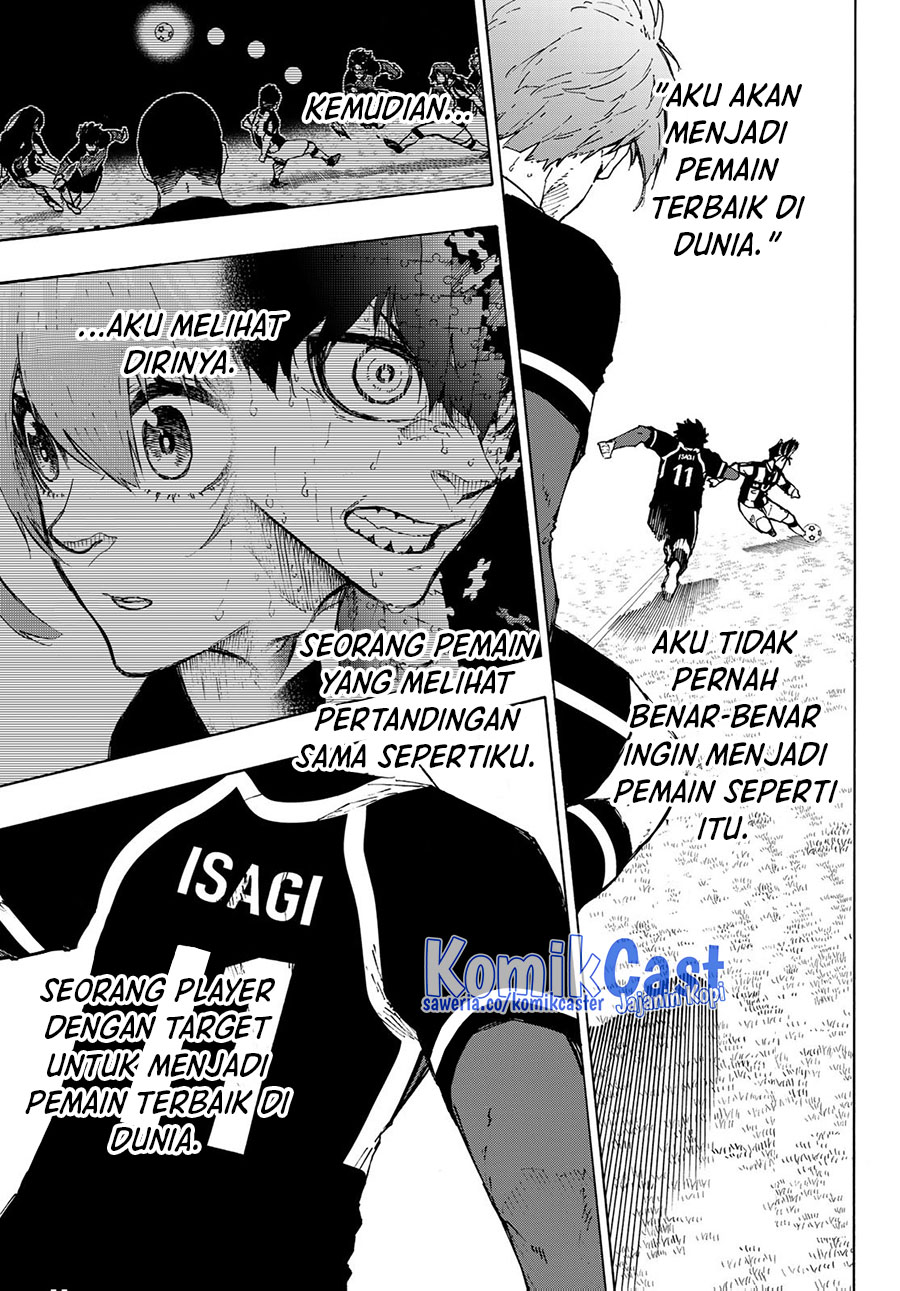 "AKU AKAN
MENJADI
PEMAIN
TERBAIK DI
DUNIA."
ISAGI
11
AKU TIDAK
PERNAH
BENAR-BENAR
INGIN MENJADI
PEMAIN SEPERTI
ITU.
KEMUDIAN...
...AKU MELIHAT
DIRINYA.
SEORANG PEMAIN
YANG MELIHAT
PERTANDINGAN
SAMA SEPERTIKU.
ISAGI
11
SEORANG PLAYER
DENGAN TARGET
UNTUK MENJADI
PEMAIN TERBAIK DI
DUNIA.
KomikCast
saweria.co/komikcaster Jajanin Kopi